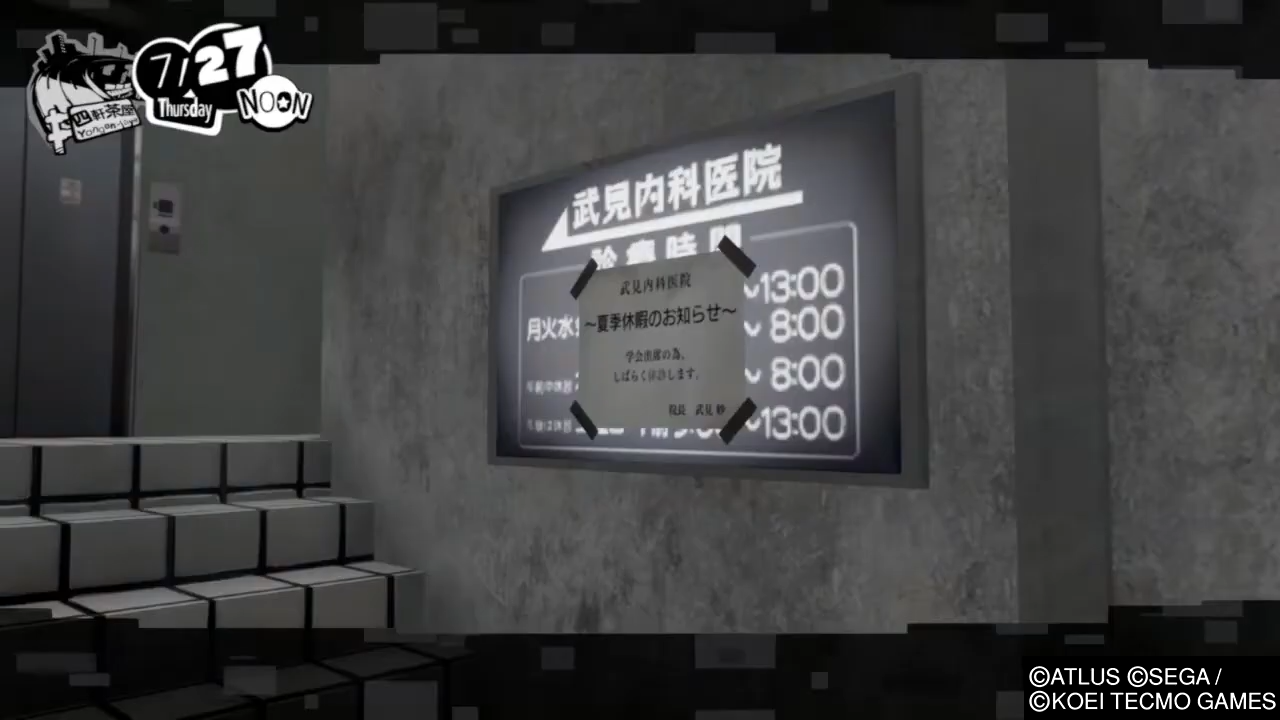 7/27
Thursday
NOON
四軒茶屋
Yongen-Jaya
武見内科医院
診療時間
~13:00
月火水
~8:00
~8:00
~13:00
武見内科医院
~夏季休暇のお知らせ~
学会出席の為、
しばらく休診します。
院長 武見 妙
©ATLUS ©SEGA /
©KOEI TECMO GAMES